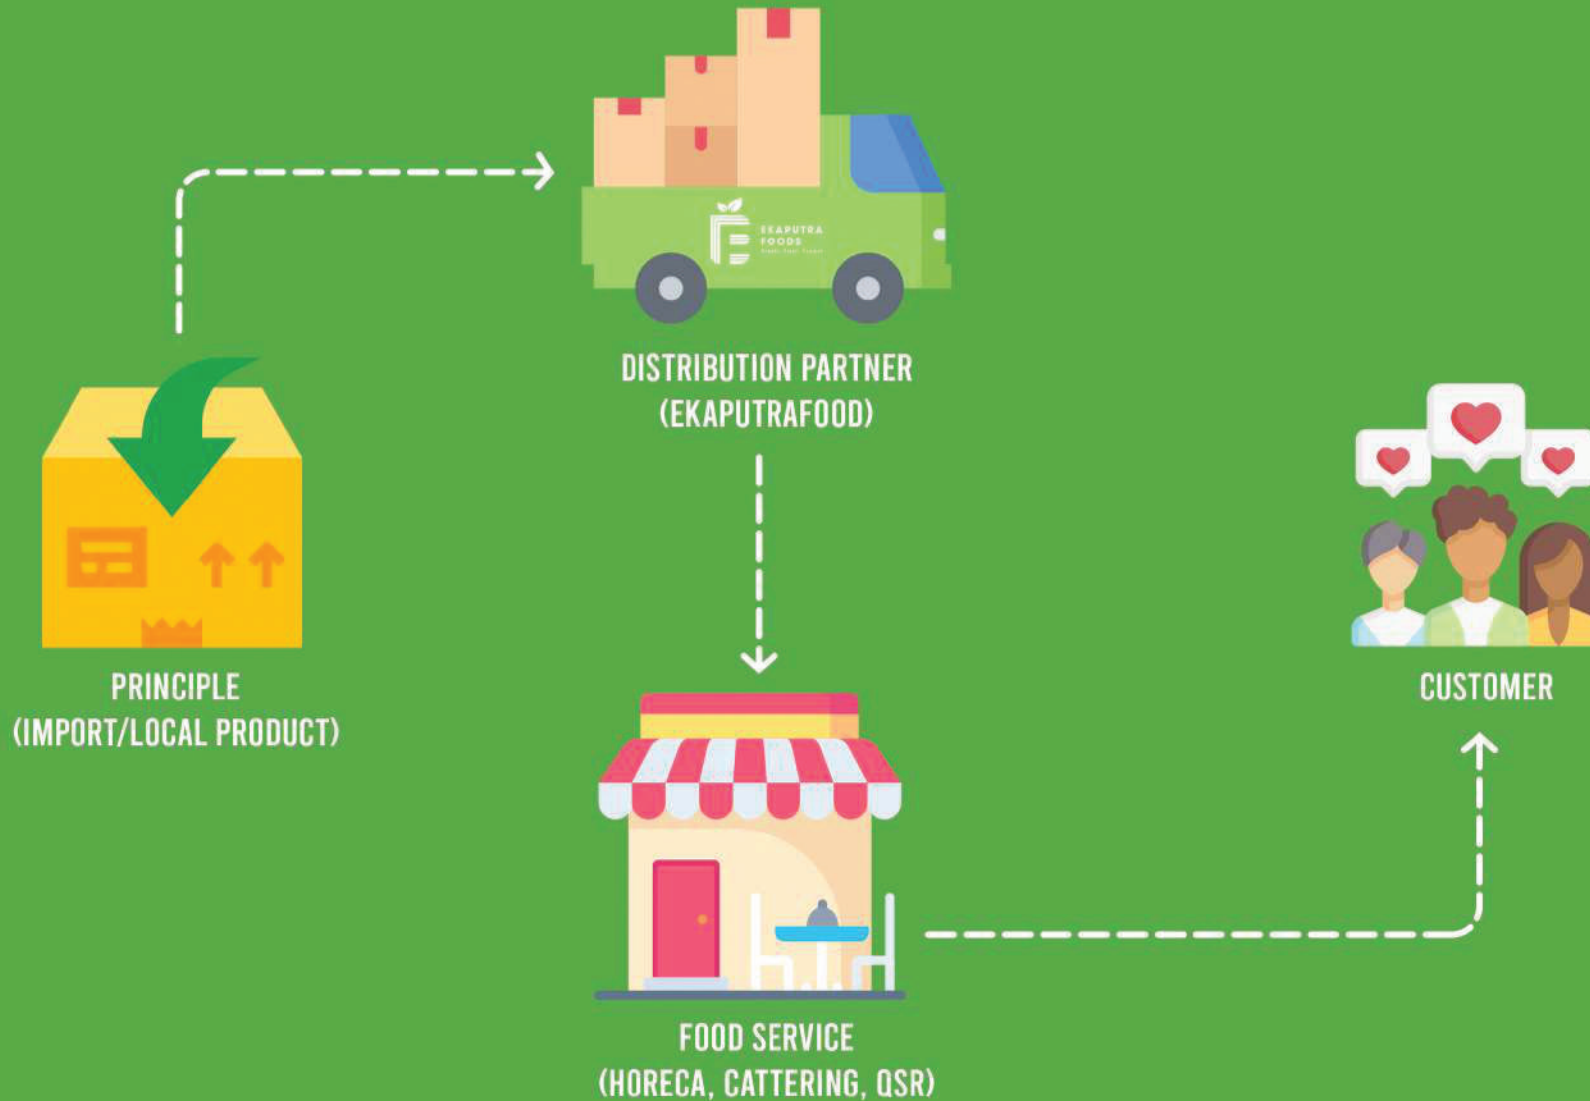 EKAPUTRA
FOODS
DISTRIBUTION PARTNER
(EKAPUTRAFOOD)
PRINCIPLE
(IMPORT/LOCAL PRODUCT)
CUSTOMER
FOOD SERVICE
(HORECA, CATTERING, QSR)